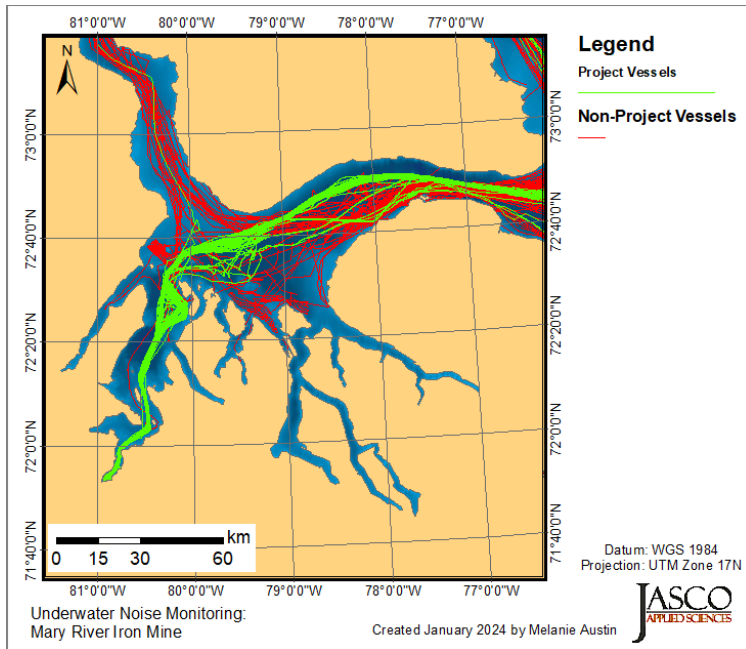 81°0'0"W 80°0'0"W 79°0'0"W 78°0'0"W 77°0'0"W
N
Legend
Project Vessels
Non-Project Vessels
73°0'0"N
73°0'0"N
72°40'0"N
72°40'0"N
72°20'0"N
72°20'0"N
72°0'0"N
72°0'0"N
71°40'0"N
71°40'0"N
km
0 15 30 60
81°0'0"W 80°0'0"W 79°0'0"W 78°0'0"W 77°0'0"W
Datum: WGS 1984
Projection: UTM Zone 17N
Underwater Noise Monitoring:
Mary River Iron Mine
Created January 2024 by Melanie Austin
JASCO
APPLIED SCIENCES